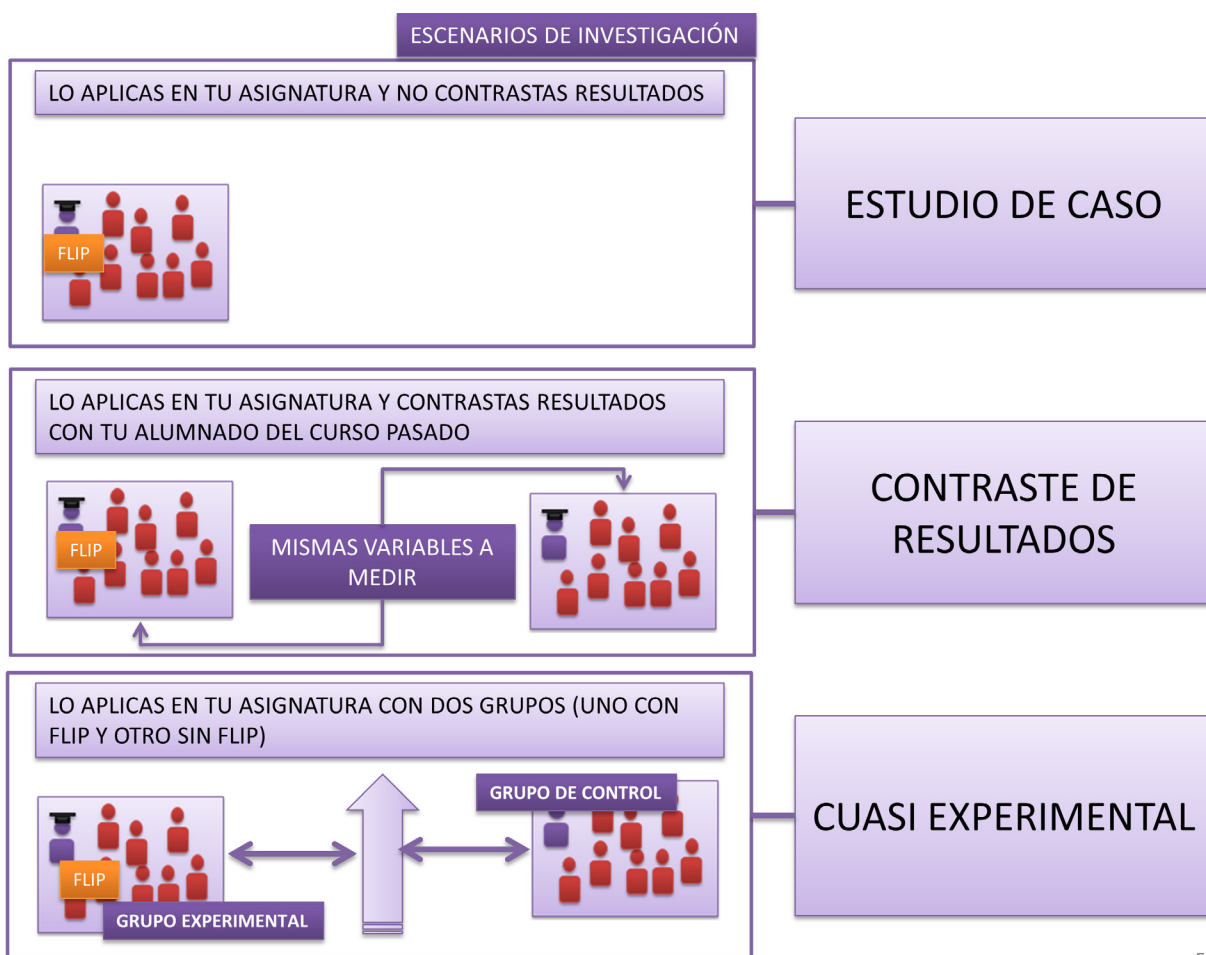 ESCENARIOS DE INVESTIGACIÓN
LO APLICAS EN TU ASIGNATURA Y NO CONTRASTAS RESULTADOS
FLIP
ESTUDIO DE CASO
LO APLICAS EN TU ASIGNATURA Y CONTRASTAS RESULTADOS
CON TU ALUMNADO DEL CURSO PASADO
FLIP
MISMAS VARIABLES A
MEDIR
CONTRASTE DE
RESULTADOS
LO APLICAS EN TU ASIGNATURA CON DOS GRUPOS (UNO CON
FLIP Y OTRO SIN FLIP)
GRUPO DE CONTROL
FLIP
GRUPO EXPERIMENTAL
CUASI EXPERIMENTAL